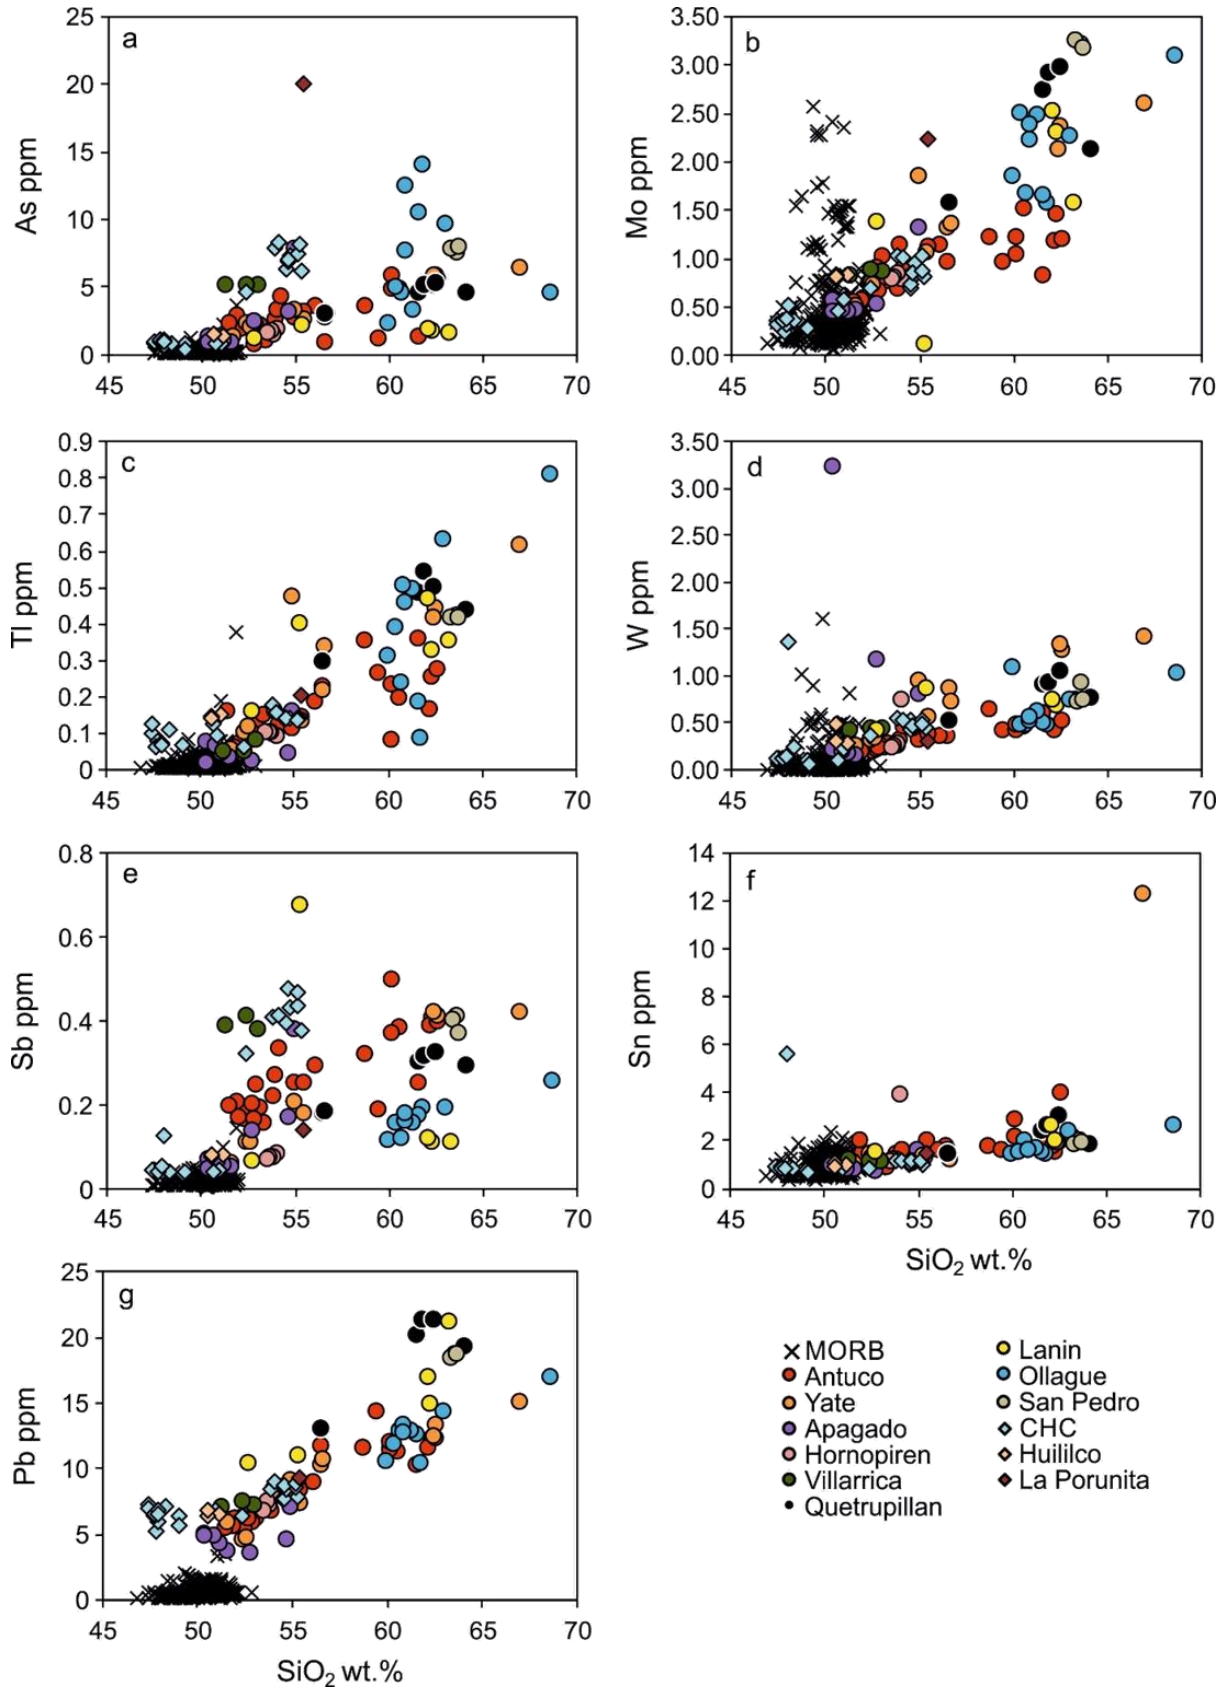 a
As ppm
25
20
15
10
5
0
45 50 55 60 65 70
b
Mo ppm
3.50
3.00
2.50
2.00
1.50
1.00
0.50
0.00
45 50 55 60 65 70
c
Tl ppm
0.9
0.8
0.7
0.6
0.5
0.4
0.3
0.2
0.1
0
45 50 55 60 65 70
d
W ppm
3.50
3.00
2.50
2.00
1.50
1.00
0.50
0.00
45 50 55 60 65 70
e
Sb ppm
0.8
0.6
0.4
0.2
0
45 50 55 60 65 70
f
Sn ppm
14
12
10
8
6
4
2
0
45 50 55 60 65 70
SiO₂ wt.%
g
Pb ppm
25
20
15
10
5
0
45 50 55 60 65 70
SiO₂ wt.%
MORB
Antuco
Yate
Apagado
Hornopiren
Villarrica
Quetrupillan
Lanin
Ollague
San Pedro
CHC
Huililco
La Porunita